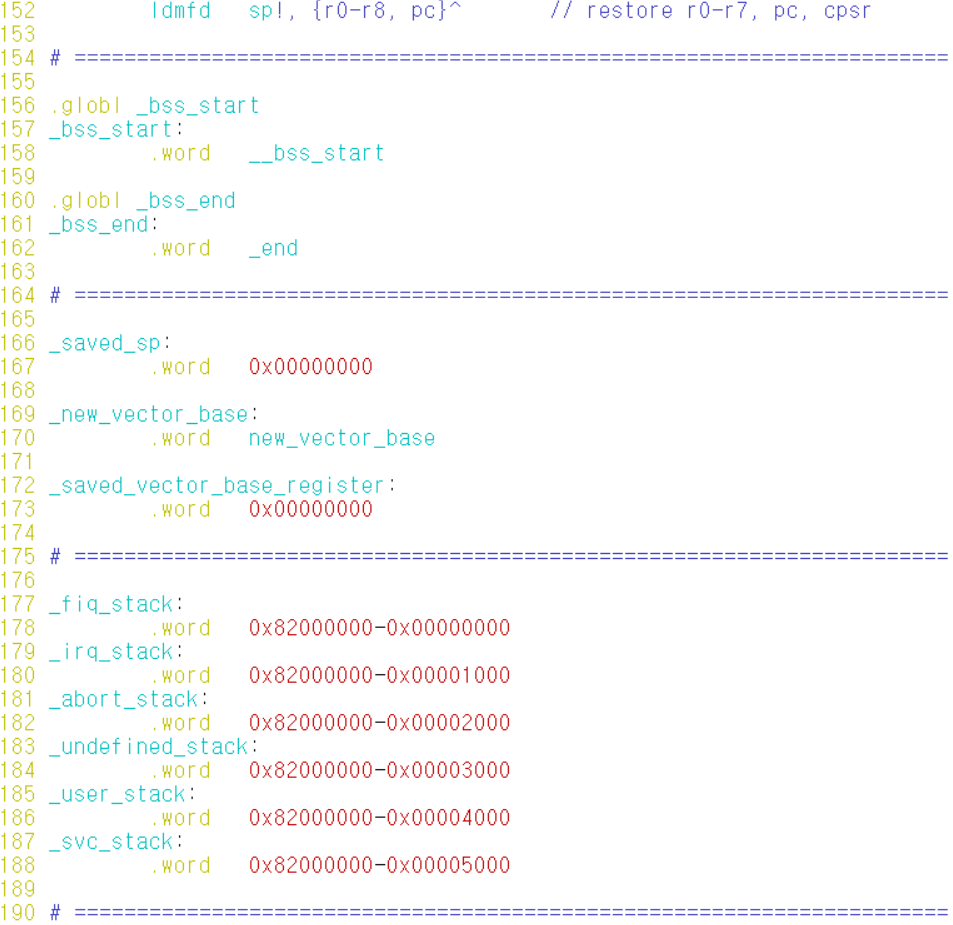 152         ldmfd   sp!, {r0-r8, pc}^       // restore r0-r7, pc, cpsr
153
154 # ======================================================================
155
156 .globl _bss_start
157 _bss_start:
158         .word   __bss_start
159
160 .globl _bss_end
161 _bss_end:
162         .word   _end
163
164 # ======================================================================
165
166 _saved_sp:
167         .word   0x00000000
168
169 _new_vector_base:
170         .word   new_vector_base
171
172 _saved_vector_base_register:
173         .word   0x00000000
174
175 # ======================================================================
176
177 _fiq_stack:
178         .word   0x82000000-0x00000000
179 _irq_stack:
180         .word   0x82000000-0x00001000
181 _abort_stack:
182         .word   0x82000000-0x00002000
183 _undefined_stack:
184         .word   0x82000000-0x00003000
185 _user_stack:
186         .word   0x82000000-0x00004000
187 _svc_stack:
188         .word   0x82000000-0x00005000
189
190 # ======================================================================